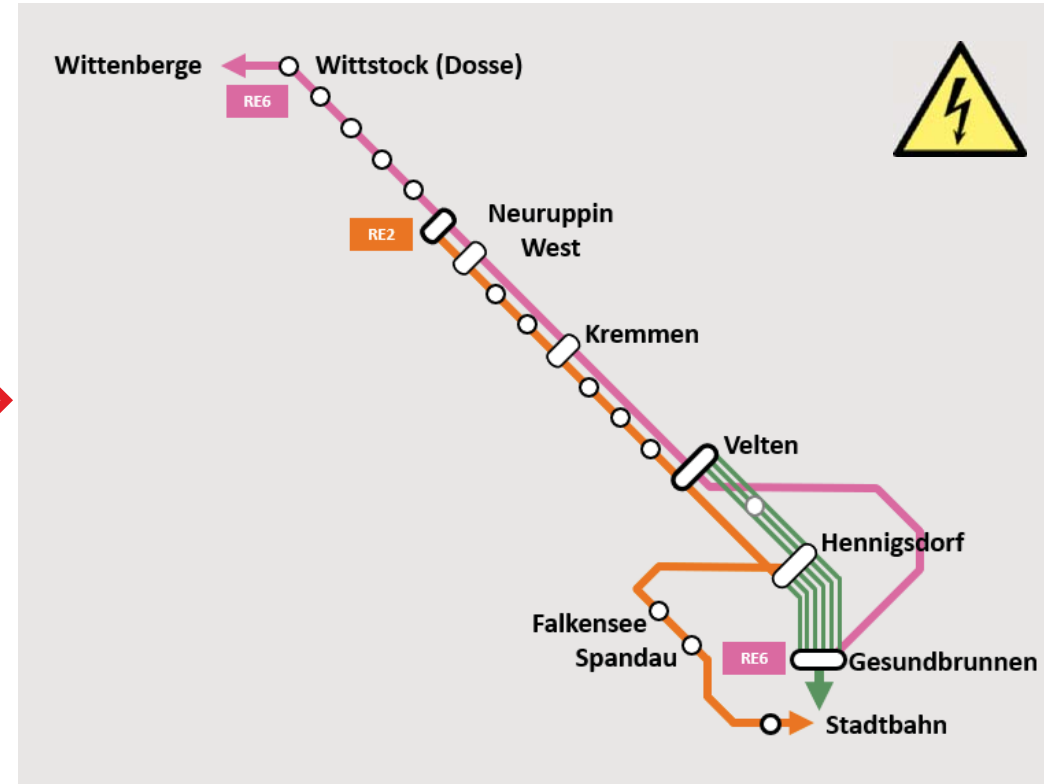 Wittenberge
Wittstock (Dosse)
RE6
Neuruppin
West
RE2
Kremmen
Velten
Hennigsdorf
Falkensee
Spandau
RE6
Gesundbrunnen
Stadtbahn